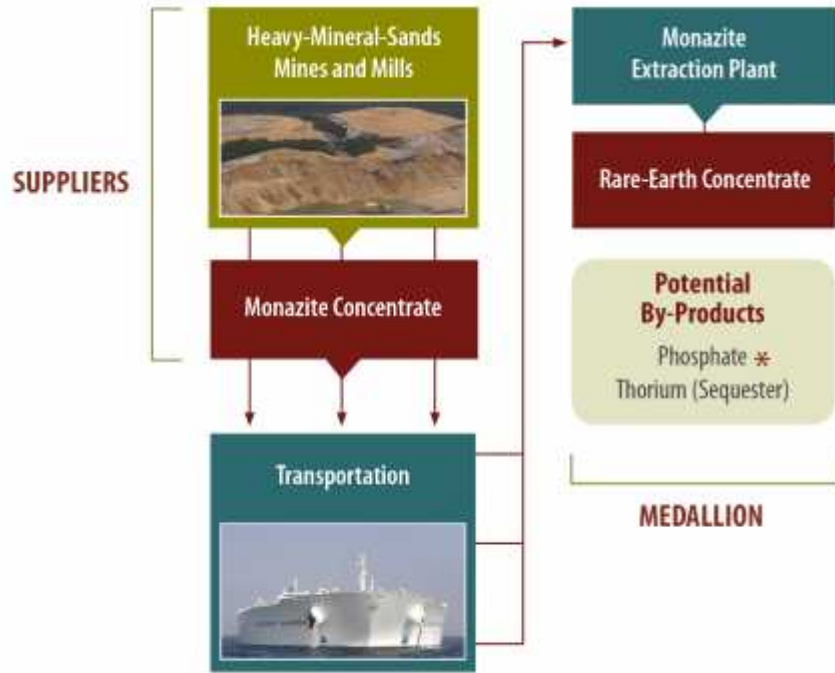 SUPPLIERS
Heavy-Mineral-Sands
Mines and Mills
Monazite Concentrate
Transportation
Monazite
Extraction Plant
Rare-Earth Concentrate
Potential
By-Products
Phosphate *
Thorium (Sequester)
MEDALLION